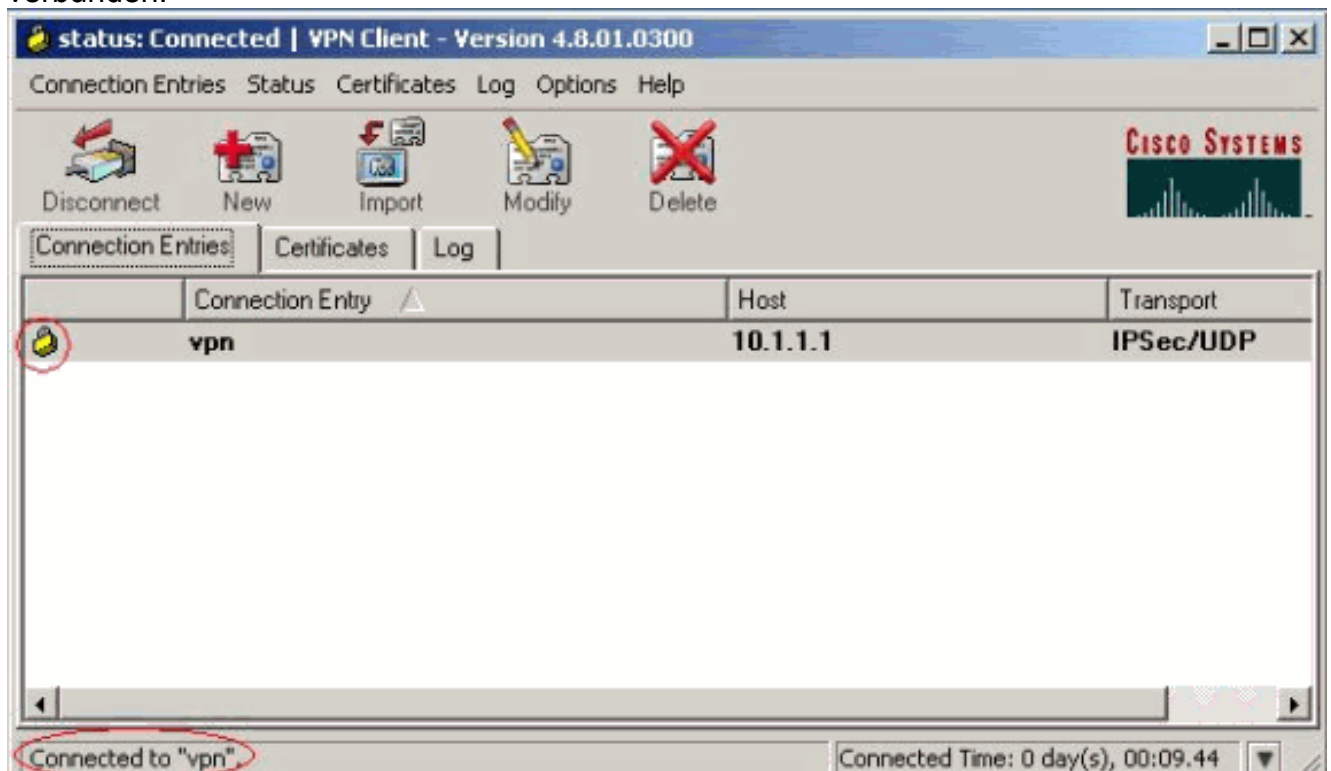 verbunden.
status: Connected | VPN Client - Version 4.8.01.0300
Connection Entries Status Certificates Log Options Help
CISCO SYSTEMS
Disconnect New Import Modify Delete
Connection Entries Certificates Log
Connection Entry Host Transport
vpn 10.1.1.1 IPSec/UDP
Connected to "vpn". Connected Time: 0 day(s), 00:09.44